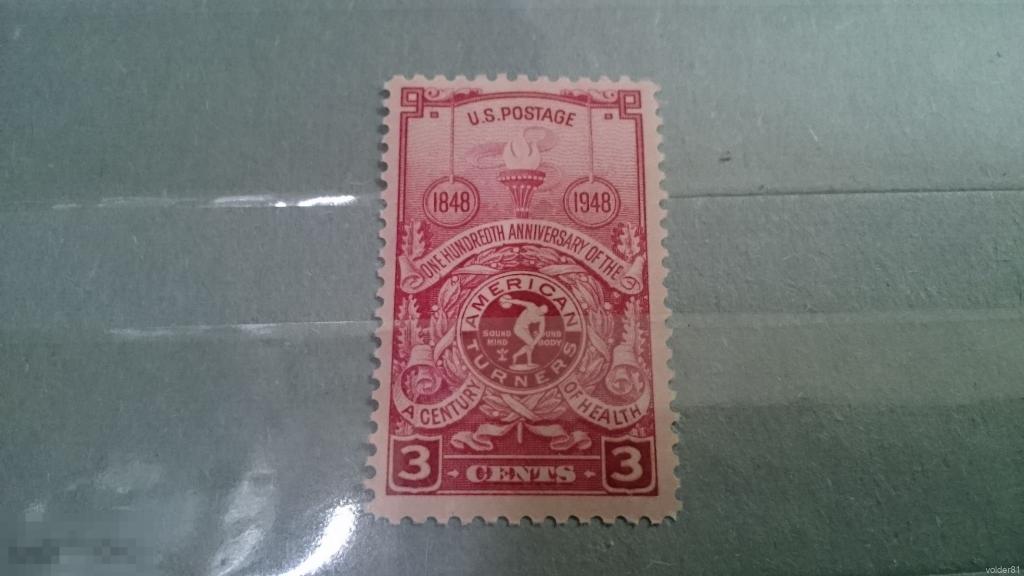 U.S. POSTAGE
1848 1948
ONE HUNDREDTH ANNIVERSARY OF THE
AMERICAN
SOUND SOUND
MIND BODY
TURNERS
A CENTURY OF HEALTH
3 CENTS 3
volder81